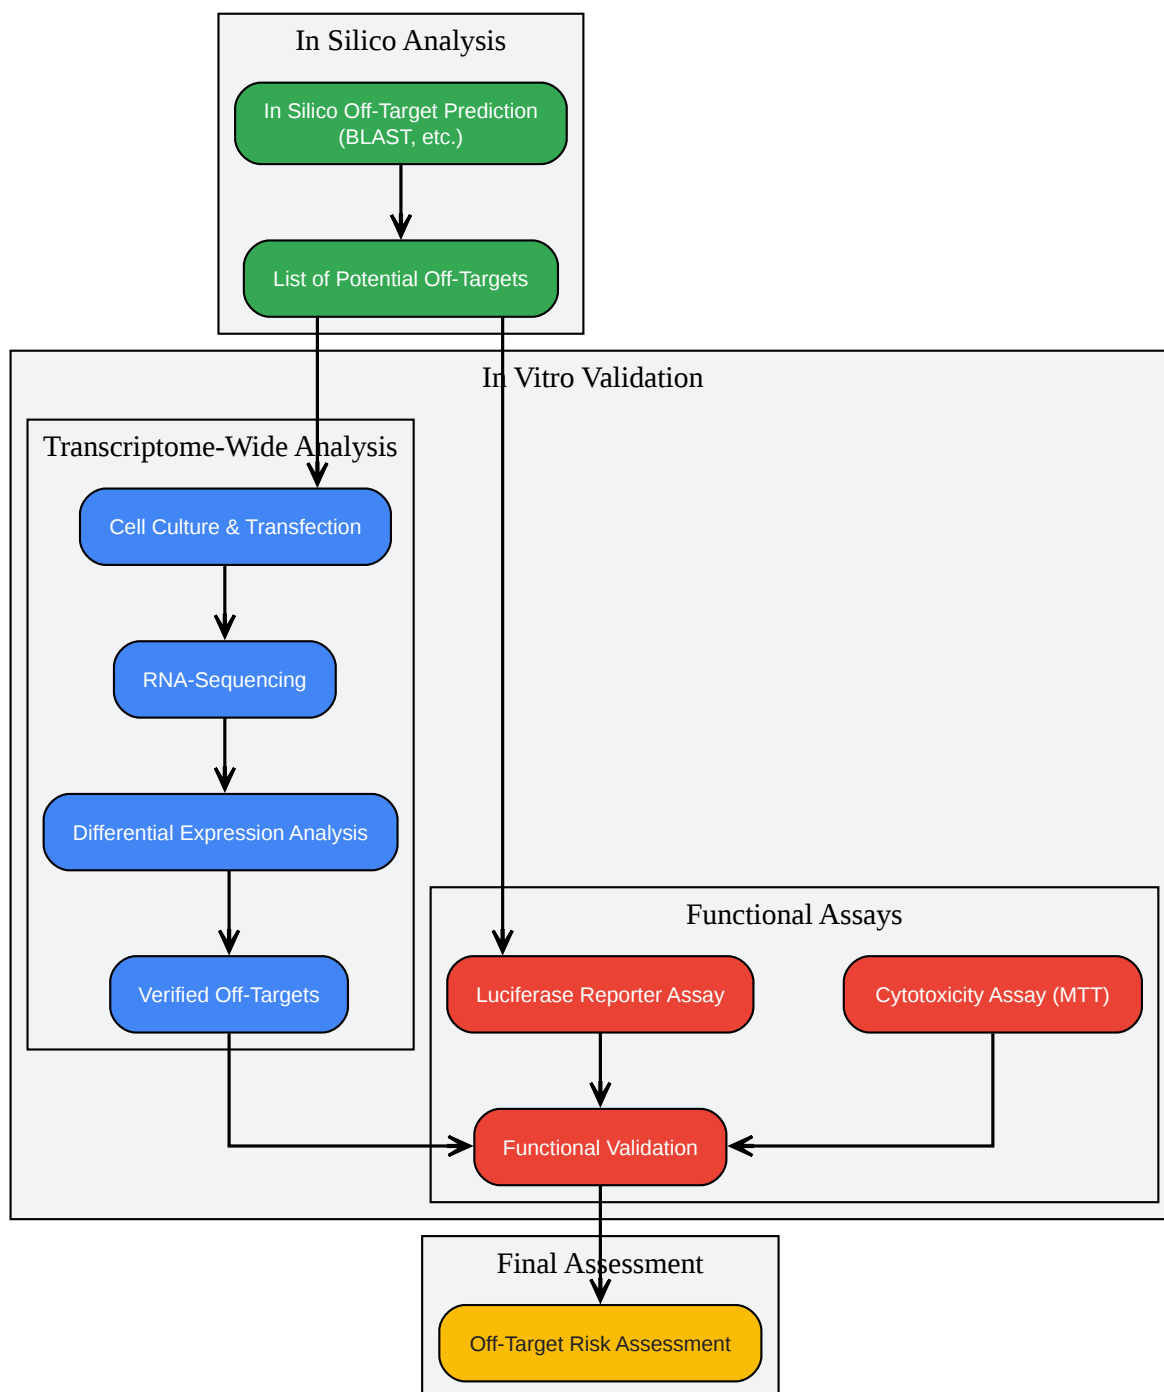 In Silico Analysis
In Silico Off-Target Prediction
(BLAST, etc.)
List of Potential Off-Targets
In Vitro Validation
Transcriptome-Wide Analysis
Cell Culture & Transfection
RNA-Sequencing
Differential Expression Analysis
Verified Off-Targets
Functional Assays
Luciferase Reporter Assay
Cytotoxicity Assay (MTT)
Functional Validation
Final Assessment
Off-Target Risk Assessment